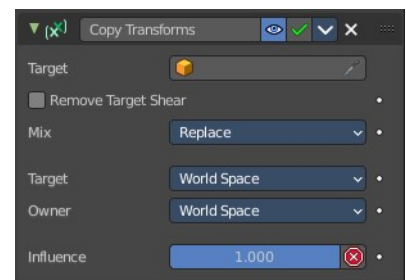 Copy Transforms
Target
Remove Target Shear
Mix Replace
Target World Space
Owner World Space
Influence 1.000